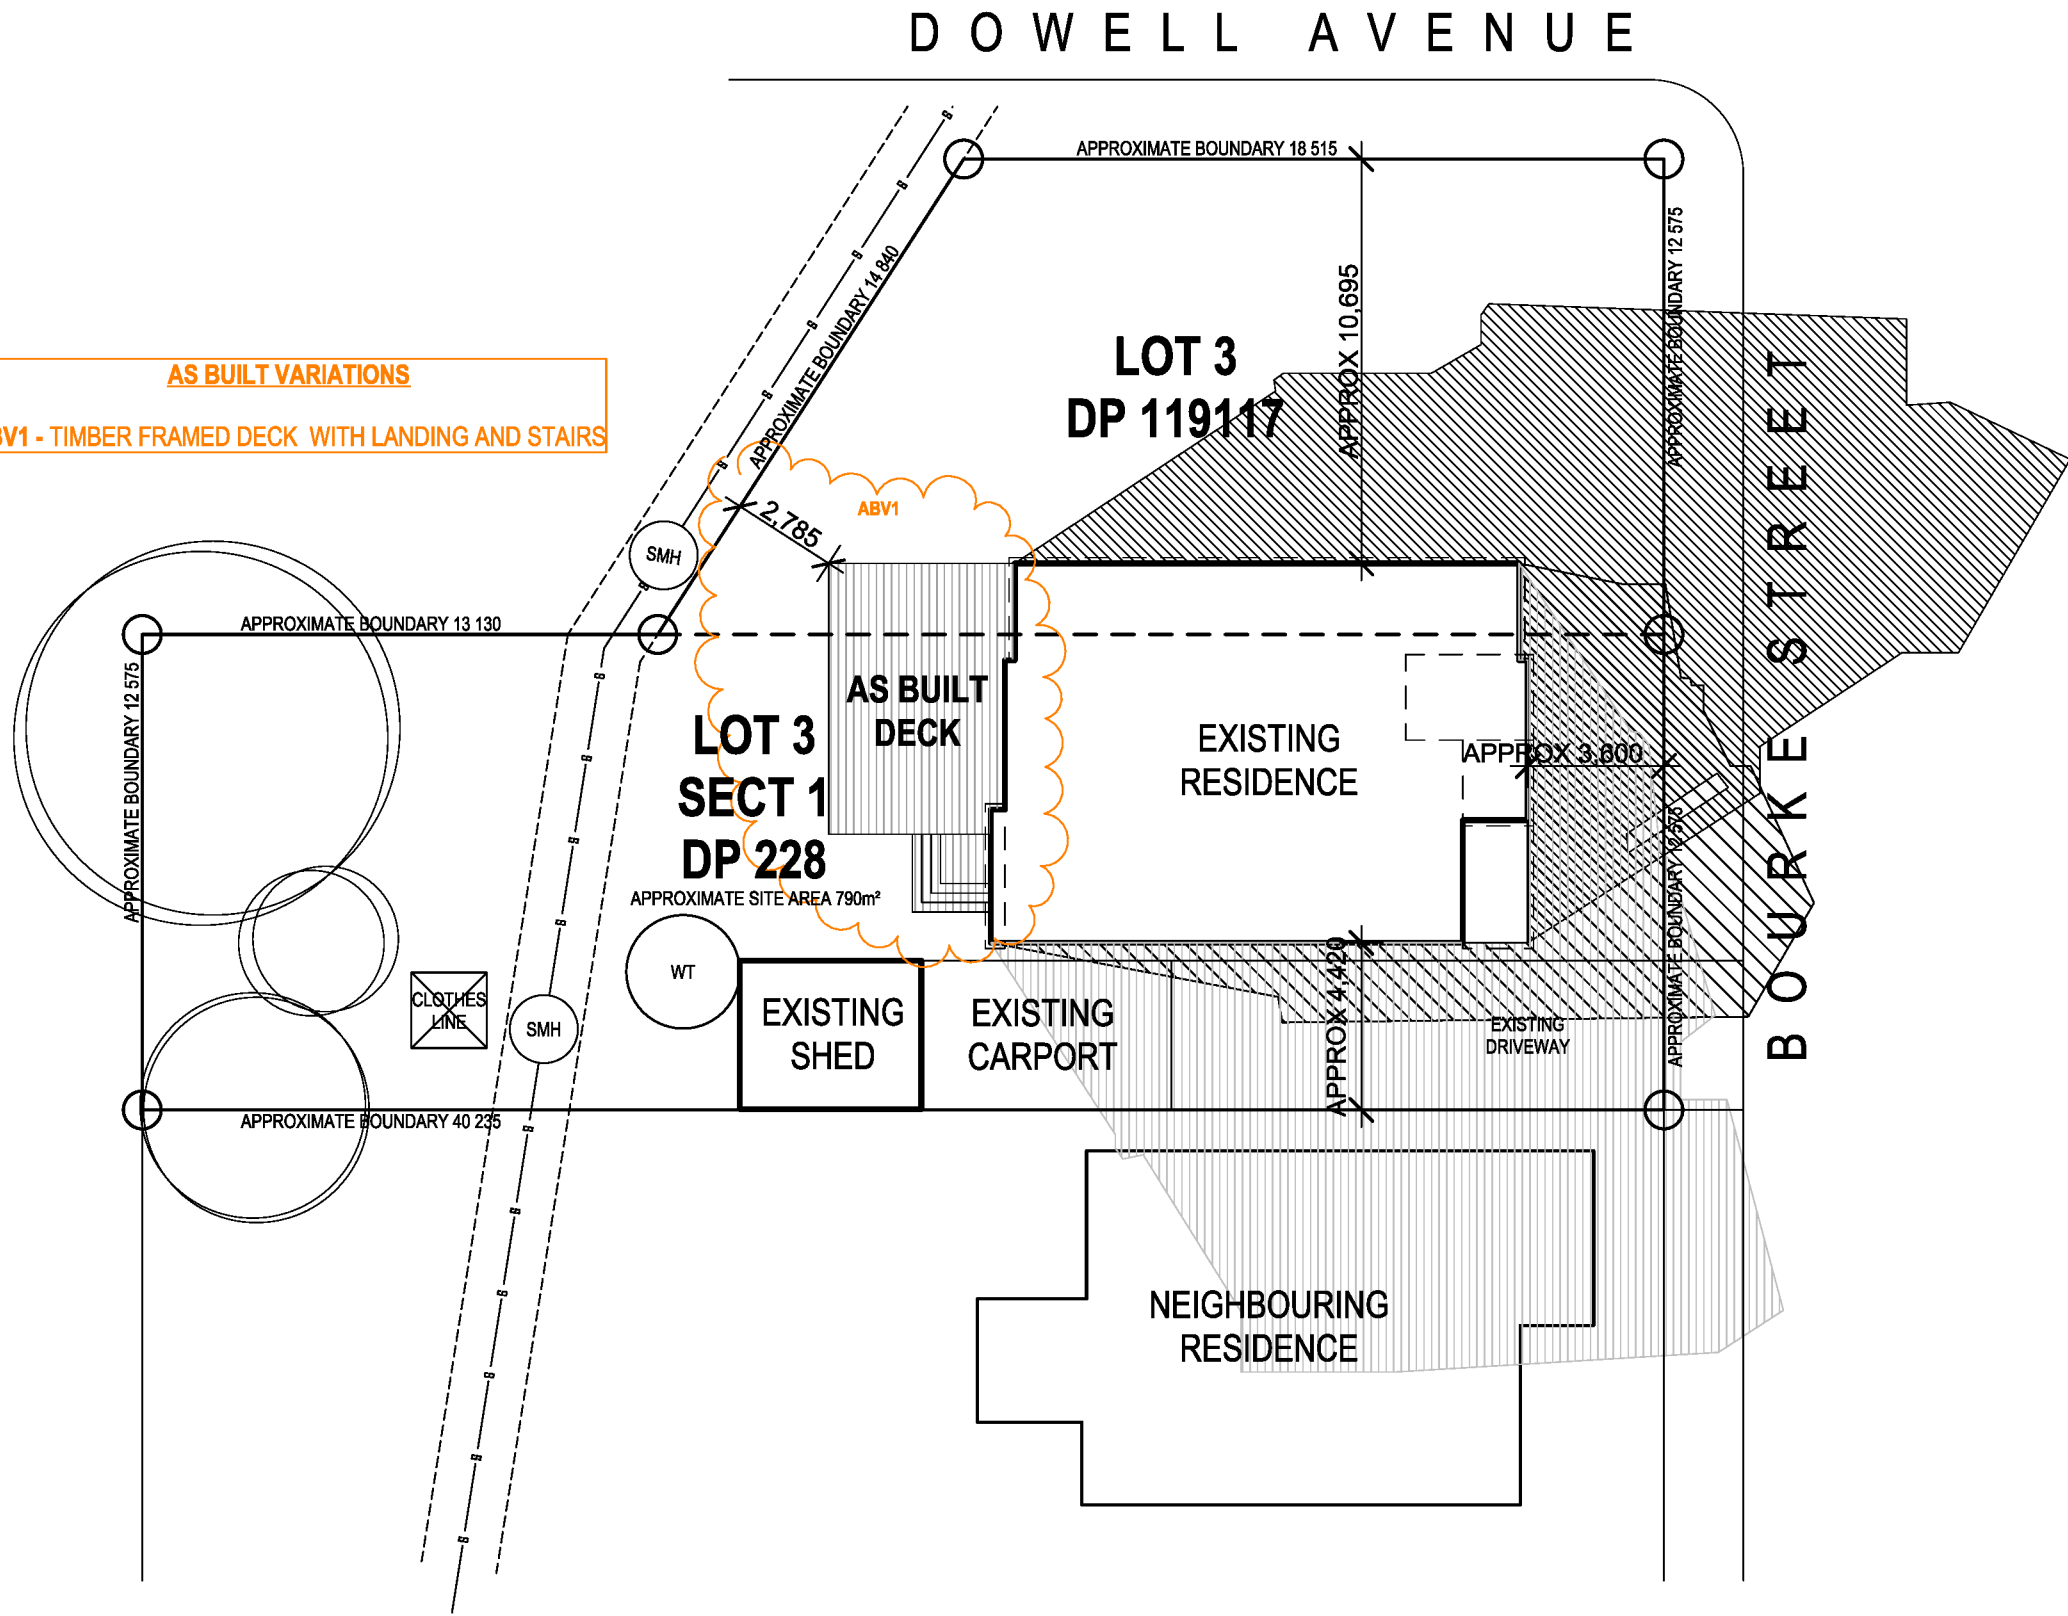 DOWELL AVENUE
APPROXIMATE BOUNDARY 18 515
APPROXIMATE BOUNDARY 12 575
APPROXIMATE BOUNDARY 14 840
APPROX 10,695
LOT 3
DP 119117
BOURKE STREET
AS BUILT VARIATIONS
- TIMBER FRAMED DECK WITH LANDING AND STAIRS
ABV1
2,785
SMH
APPROXIMATE BOUNDARY 13 130
APPROXIMATE BOUNDARY 12 575
AS BUILT
DECK
LOT 3
SECT 1
DP 228
APPROXIMATE SITE AREA 790m²
EXISTING
RESIDENCE
APPROX 3,600
APPROXIMATE BOUNDARY 12 575
WT
CLOTHES
LINE
SMH
EXISTING
SHED
EXISTING
CARPORT
APPROX 4,420
EXISTING
DRIVEWAY
APPROXIMATE BOUNDARY 40 235
NEIGHBOURING
RESIDENCE